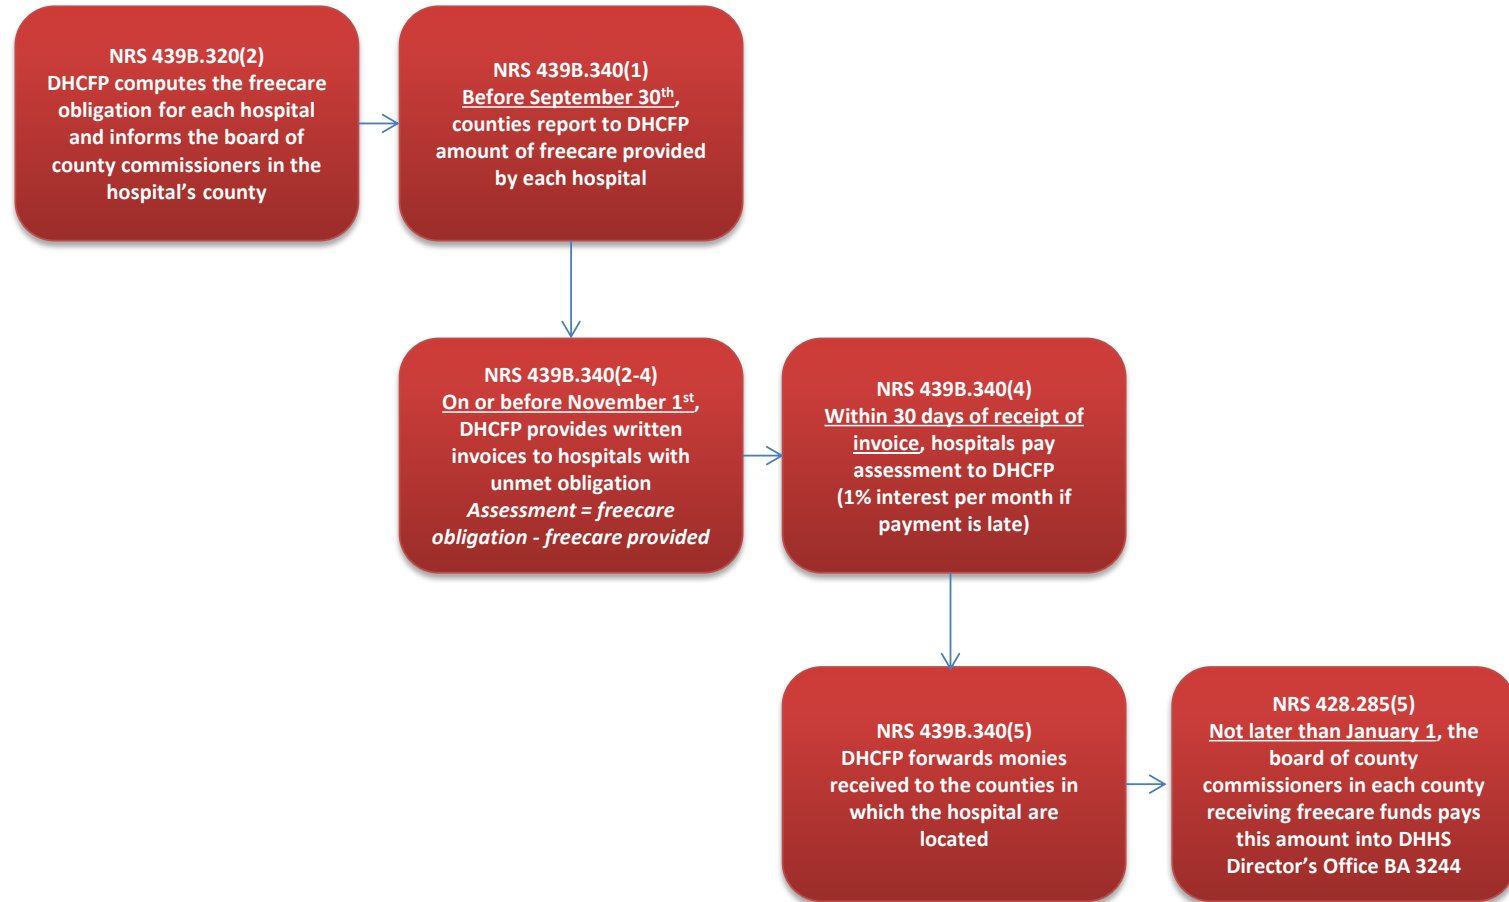 NRS 439B.320(2)
DHCFP computes the freecare
obligation for each hospital
and informs the board of
county commissioners in the
hospital’s county
NRS 439B.340(1)
Before September 30th,
counties report to DHCFP
amount of freecare provided
by each hospital
NRS 439B.340(2-4)
On or before November 1st,
DHCFP provides written
invoices to hospitals with
unmet obligation
Assessment = freecare
obligation - freecare provided
NRS 439B.340(4)
Within 30 days of receipt of
invoice, hospitals pay
assessment to DHCFP
(1% interest per month if
payment is late)
NRS 439B.340(5)
DHCFP forwards monies
received to the counties in
which the hospital are
located
NRS 428.285(5)
Not later than January 1, the
board of county
commissioners in each county
receiving freecare funds pays
this amount into DHHS
Director’s Office BA 3244